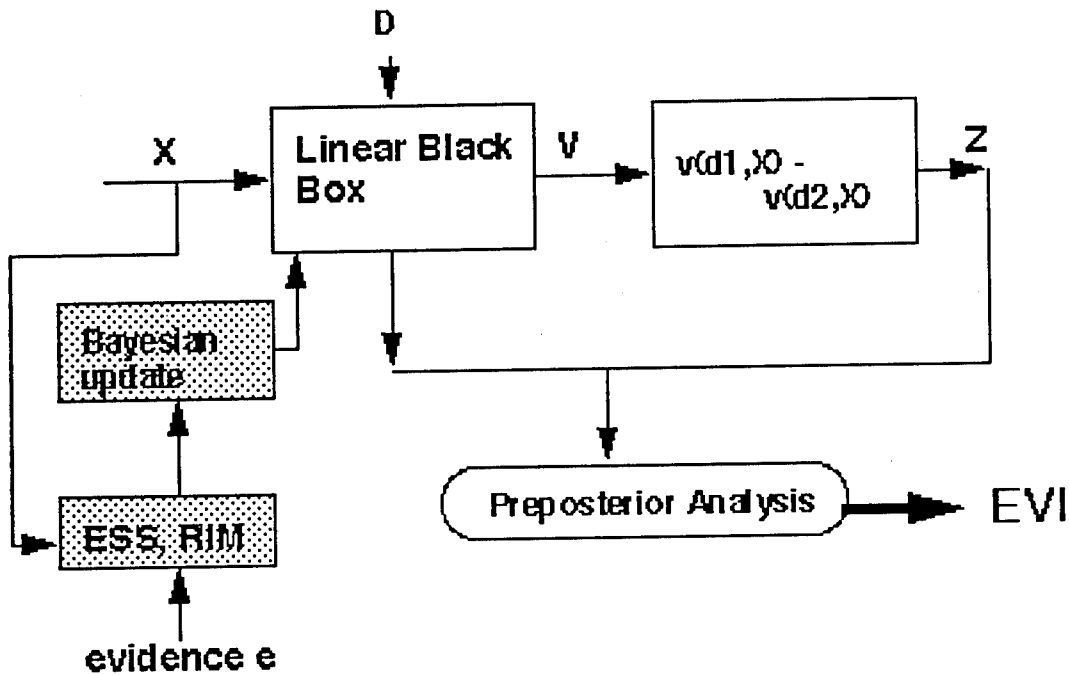 D
X
Linear Black
Box
V
v(d1,X) -
v(d2,X)
Z
Bayesian
update
ESS, RIM
evidence e
Preposterior Analysis
EVI